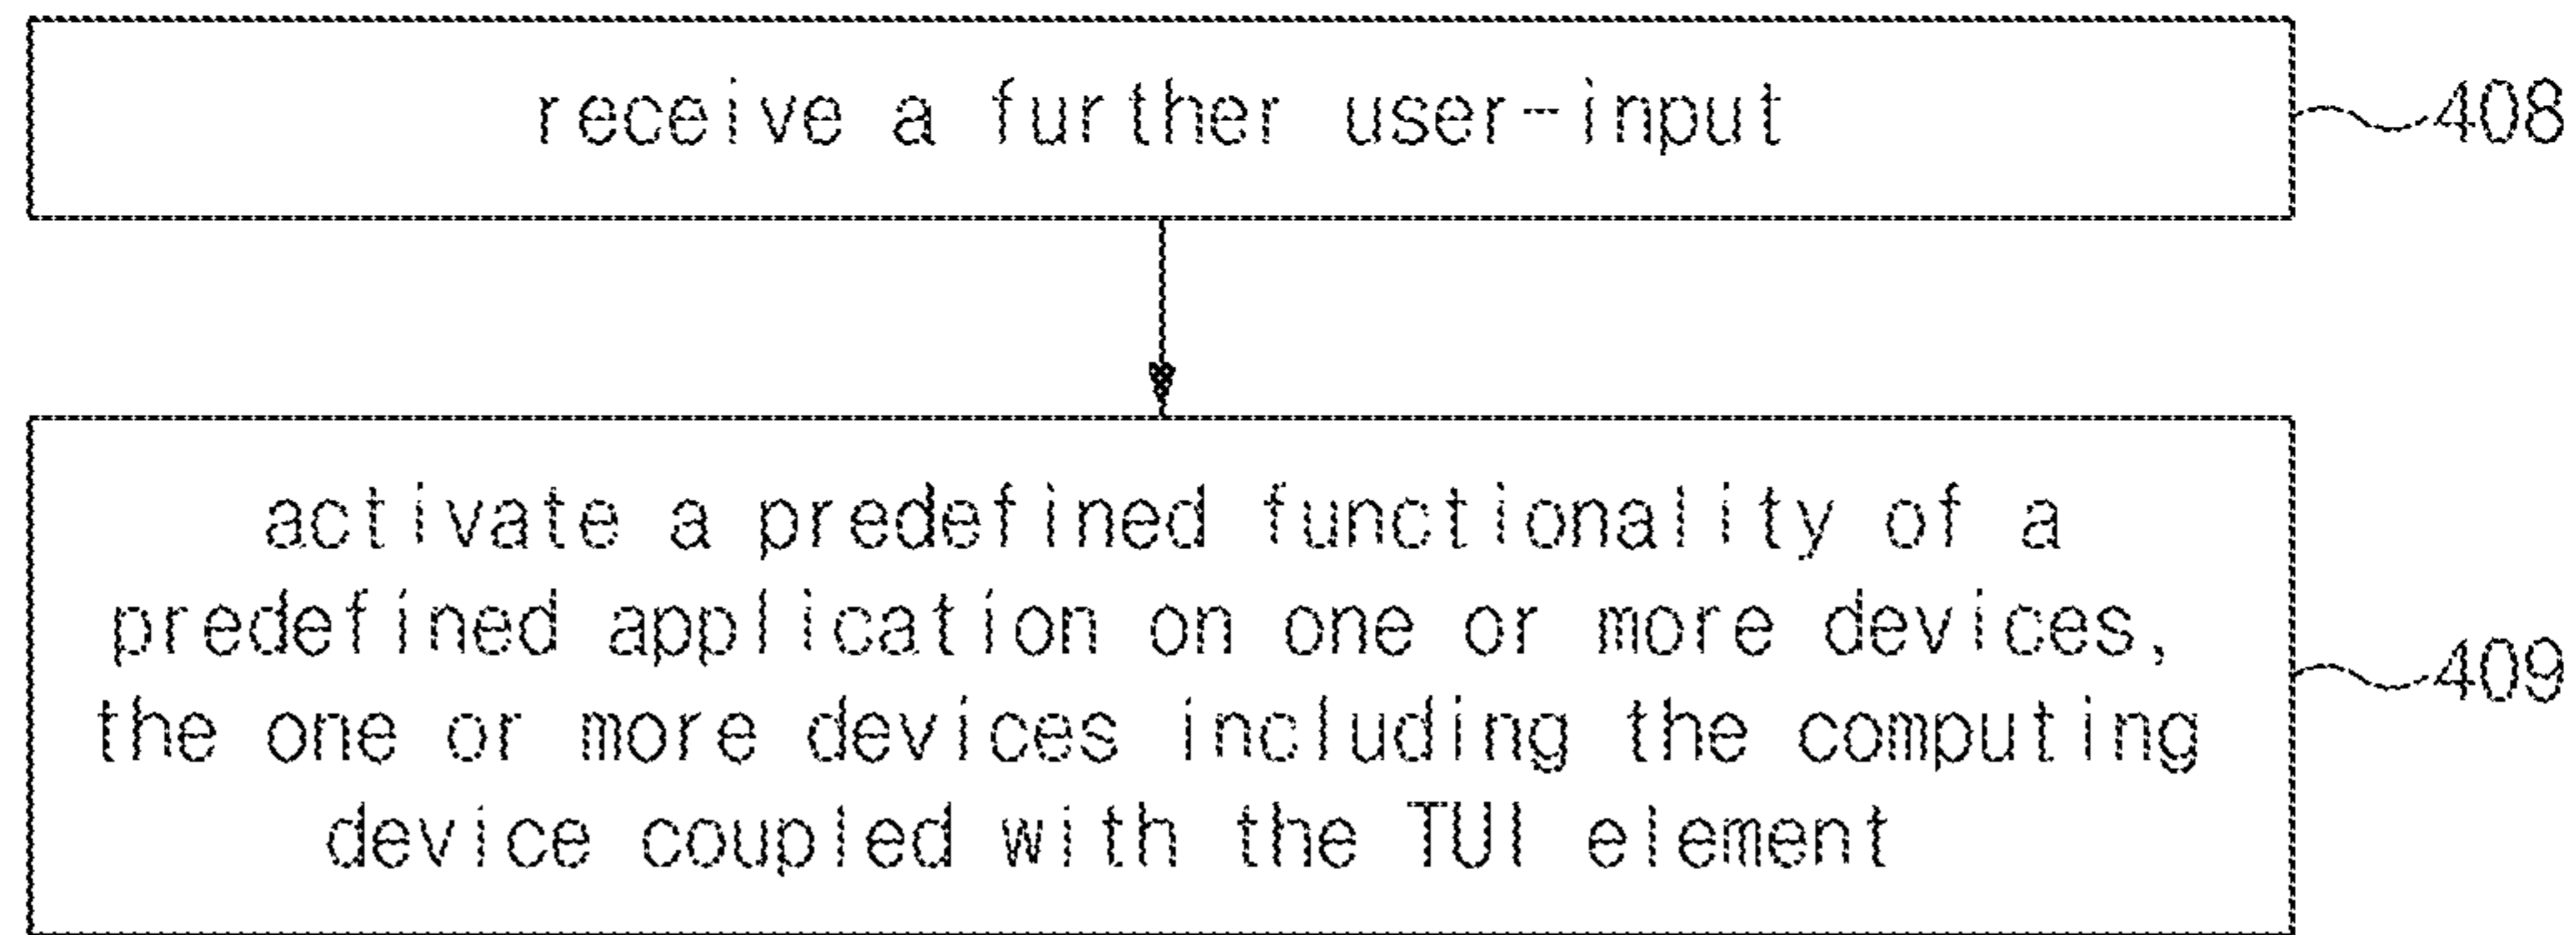 receive a further user-input
408
activate a predefined functionality of a
predefined application on one or more devices,
the one or more devices including the computing
device coupled with the TUI element
409